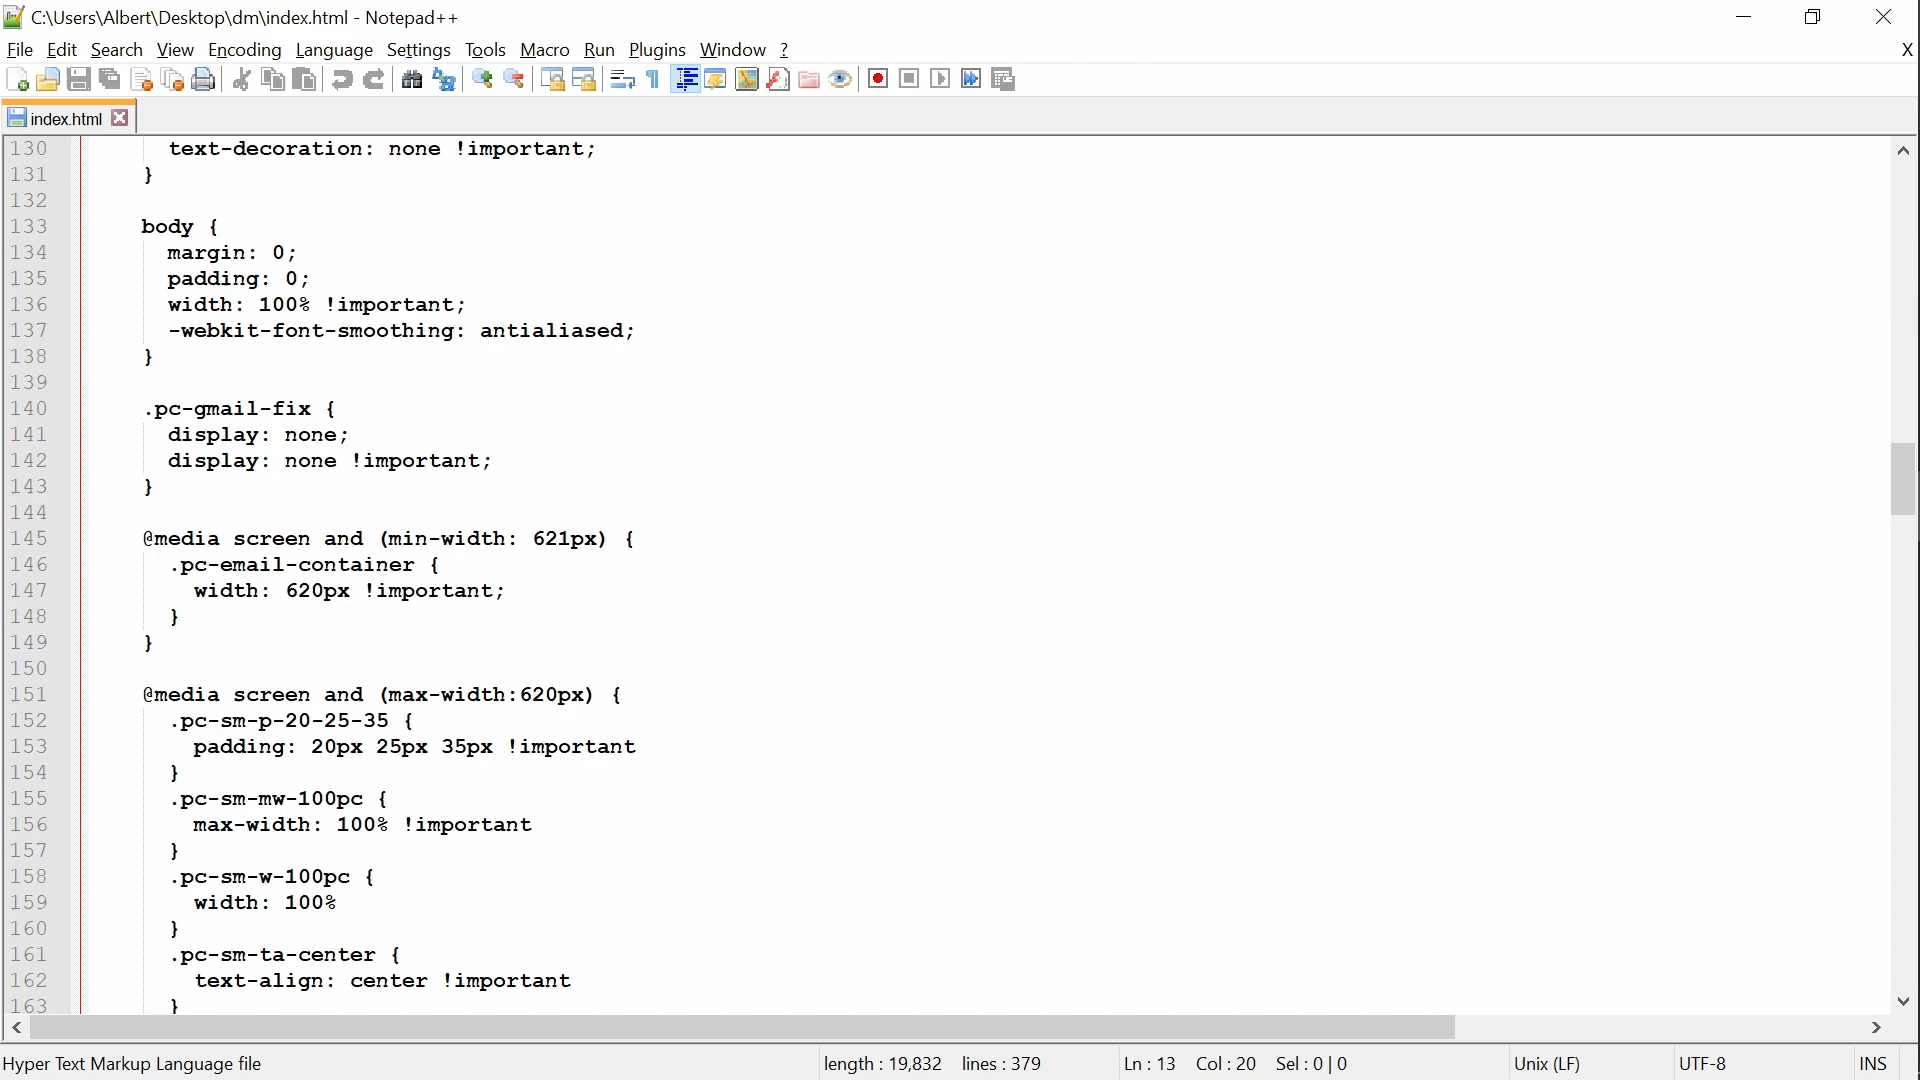 C:\Users\Albert\Desktop\dm\index.html - Notepad++
File Edit Search View Encoding Language Settings Tools Macro Run Plugins Window ? X
index.html
130 text-decoration: none !important;
131 }
132
133 body {
134 margin: 0;
135 padding: 0;
136 width: 100% !important;
137 -webkit-font-smoothing: antialiased;
138 }
139
140 .pc-gmail-fix {
141 display: none;
142 display: none !important;
143 }
144
145 @media screen and (min-width: 621px) {
146 .pc-email-container {
147 width: 620px !important;
148 }
149 }
150
151 @media screen and (max-width:620px) {
152 .pc-sm-p-20-25-35 {
153 padding: 20px 25px 35px !important
154 }
155 .pc-sm-mw-100pc {
156 max-width: 100% !important
157 }
158 .pc-sm-w-100pc {
159 width: 100%
160 }
161 .pc-sm-ta-center {
162 text-align: center !important
163 }
Hyper Text Markup Language file length : 19,832 lines : 379 Ln : 13 Col : 20 Sel : 0 | 0 Unix (LF) UTF-8 INS